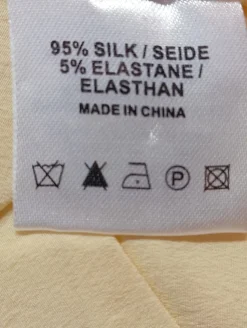 95% SILK / SEIDE
5% ELASTANE /
ELASTHAN
MADE IN CHINA
P